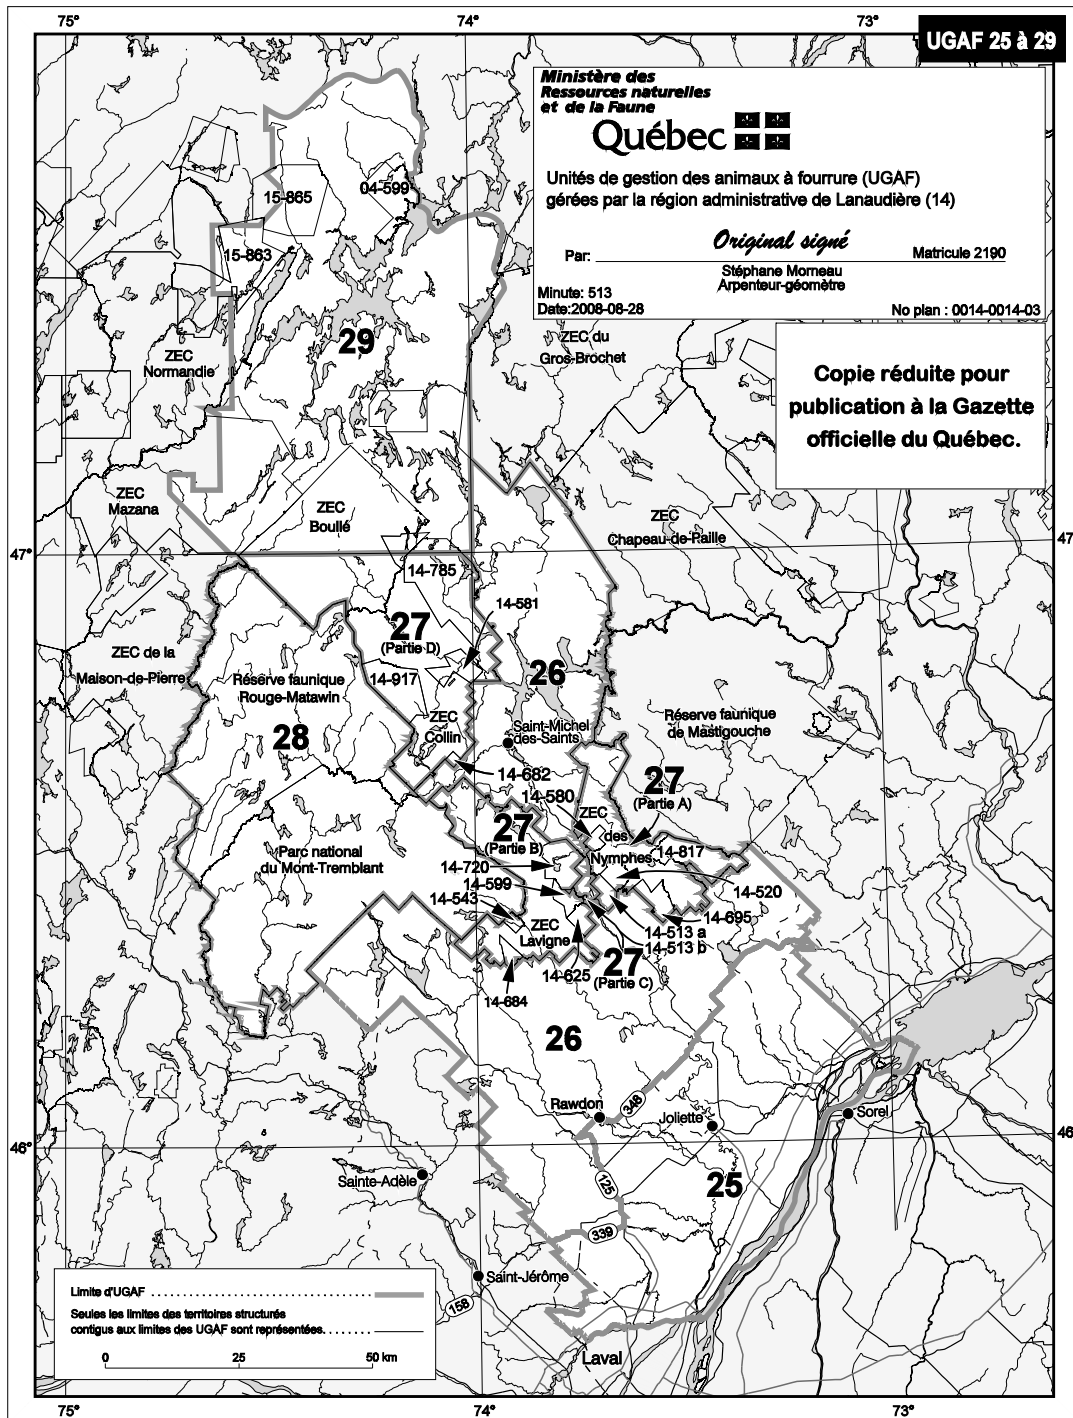 75°
74°
73°
UGAF 25 à 29
Ministère des
Ressources naturelles
et de la Faune
Québec
Unités de gestion des animaux à fourrure (UGAF)
gérées par la région administrative de Lanaudière (14)
Original signé
Par:
Matricule 2190
Stéphane Morneau
Arpenteur-géomètre
Minute: 513
Date:2008-08-28
No plan : 0014-0014-03
Copie réduite pour
publication à la Gazette
officielle du Québec.
15-865
04-599
15-863
29
ZEC
Normandie
ZEC du
Gros-Brochet
ZEC
Mazana
ZEC
Boullé
ZEC
Chapeau-de-Paille
47°
47
14-785
14-581
27
(Partie D)
26
ZEC de la
Maison-de-Pierre
14-917
Réserve faunique
Rouge-Matawin
28
ZEC
Collin
Saint-Michel
des-Saints
Réserve faunique
de Mastigouche
14-682
14-580
27
(Partie A)
ZEC
des
Nymphes
27
(Partie B)
14-817
Parc national
du Mont-Tremblant
14-720
14-599
14-543
14-520
14-695
ZEC
Lavigne
14-513 a
14-513 b
14-625
27
(Partie C)
14-684
26
Rawdon
348
Joliette
Sorel
46°
46
Sainte-Adèle
125
25
339
Saint-Jérôme
158
Laval
Limite d'UGAF
Seules les limites des territoires structurés
contigus aux limites des UGAF sont représentées.
0
25
50 km
75°
74°
73°